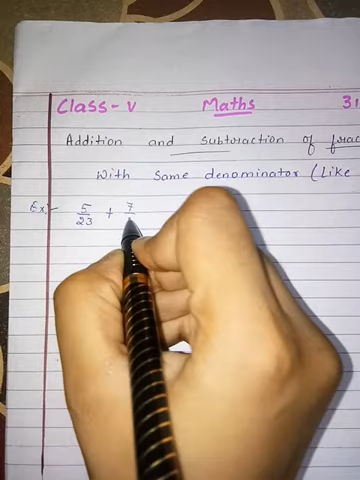 Class - V Maths 31
Addition and Subtraction of frac
With Same denominator (Like
Ex:- 5/23 + 7/